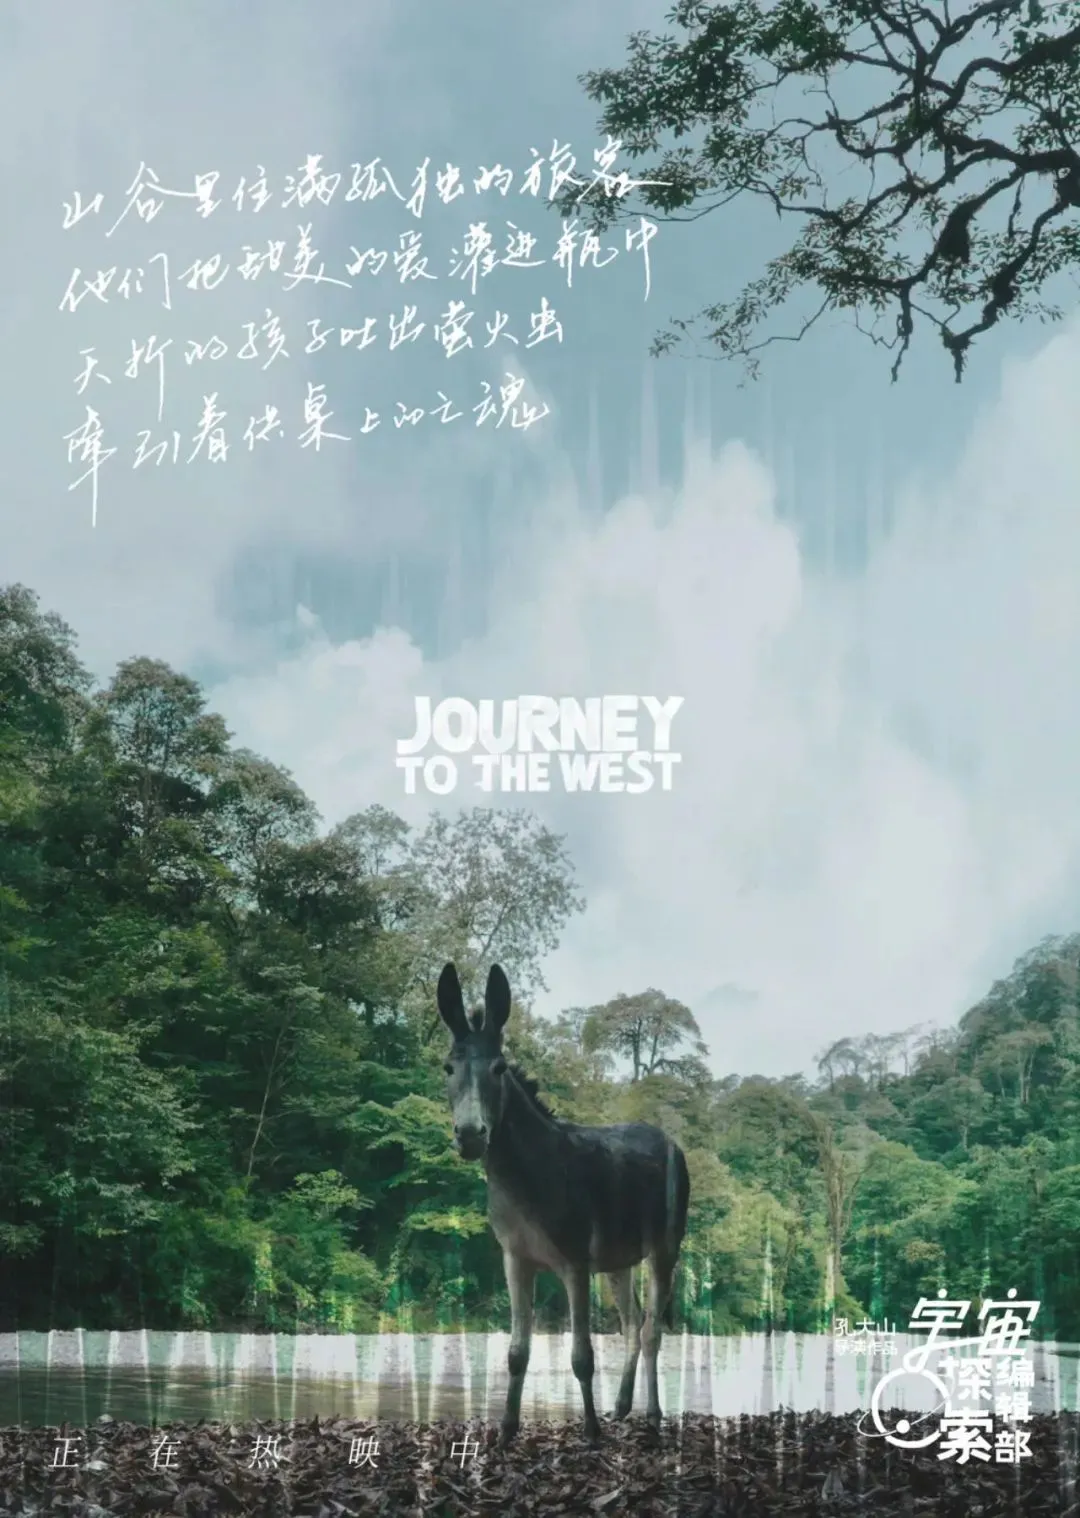 山谷里住满孤独的旅客
他们把甜美的爱灌进瓶中
夭折的孩子吐出萤火虫
牵引着供桌上的亡魂
JOURNEY
TO THE WEST
孔大山
导演作品
宇宙
探索
编辑部
正在热映中